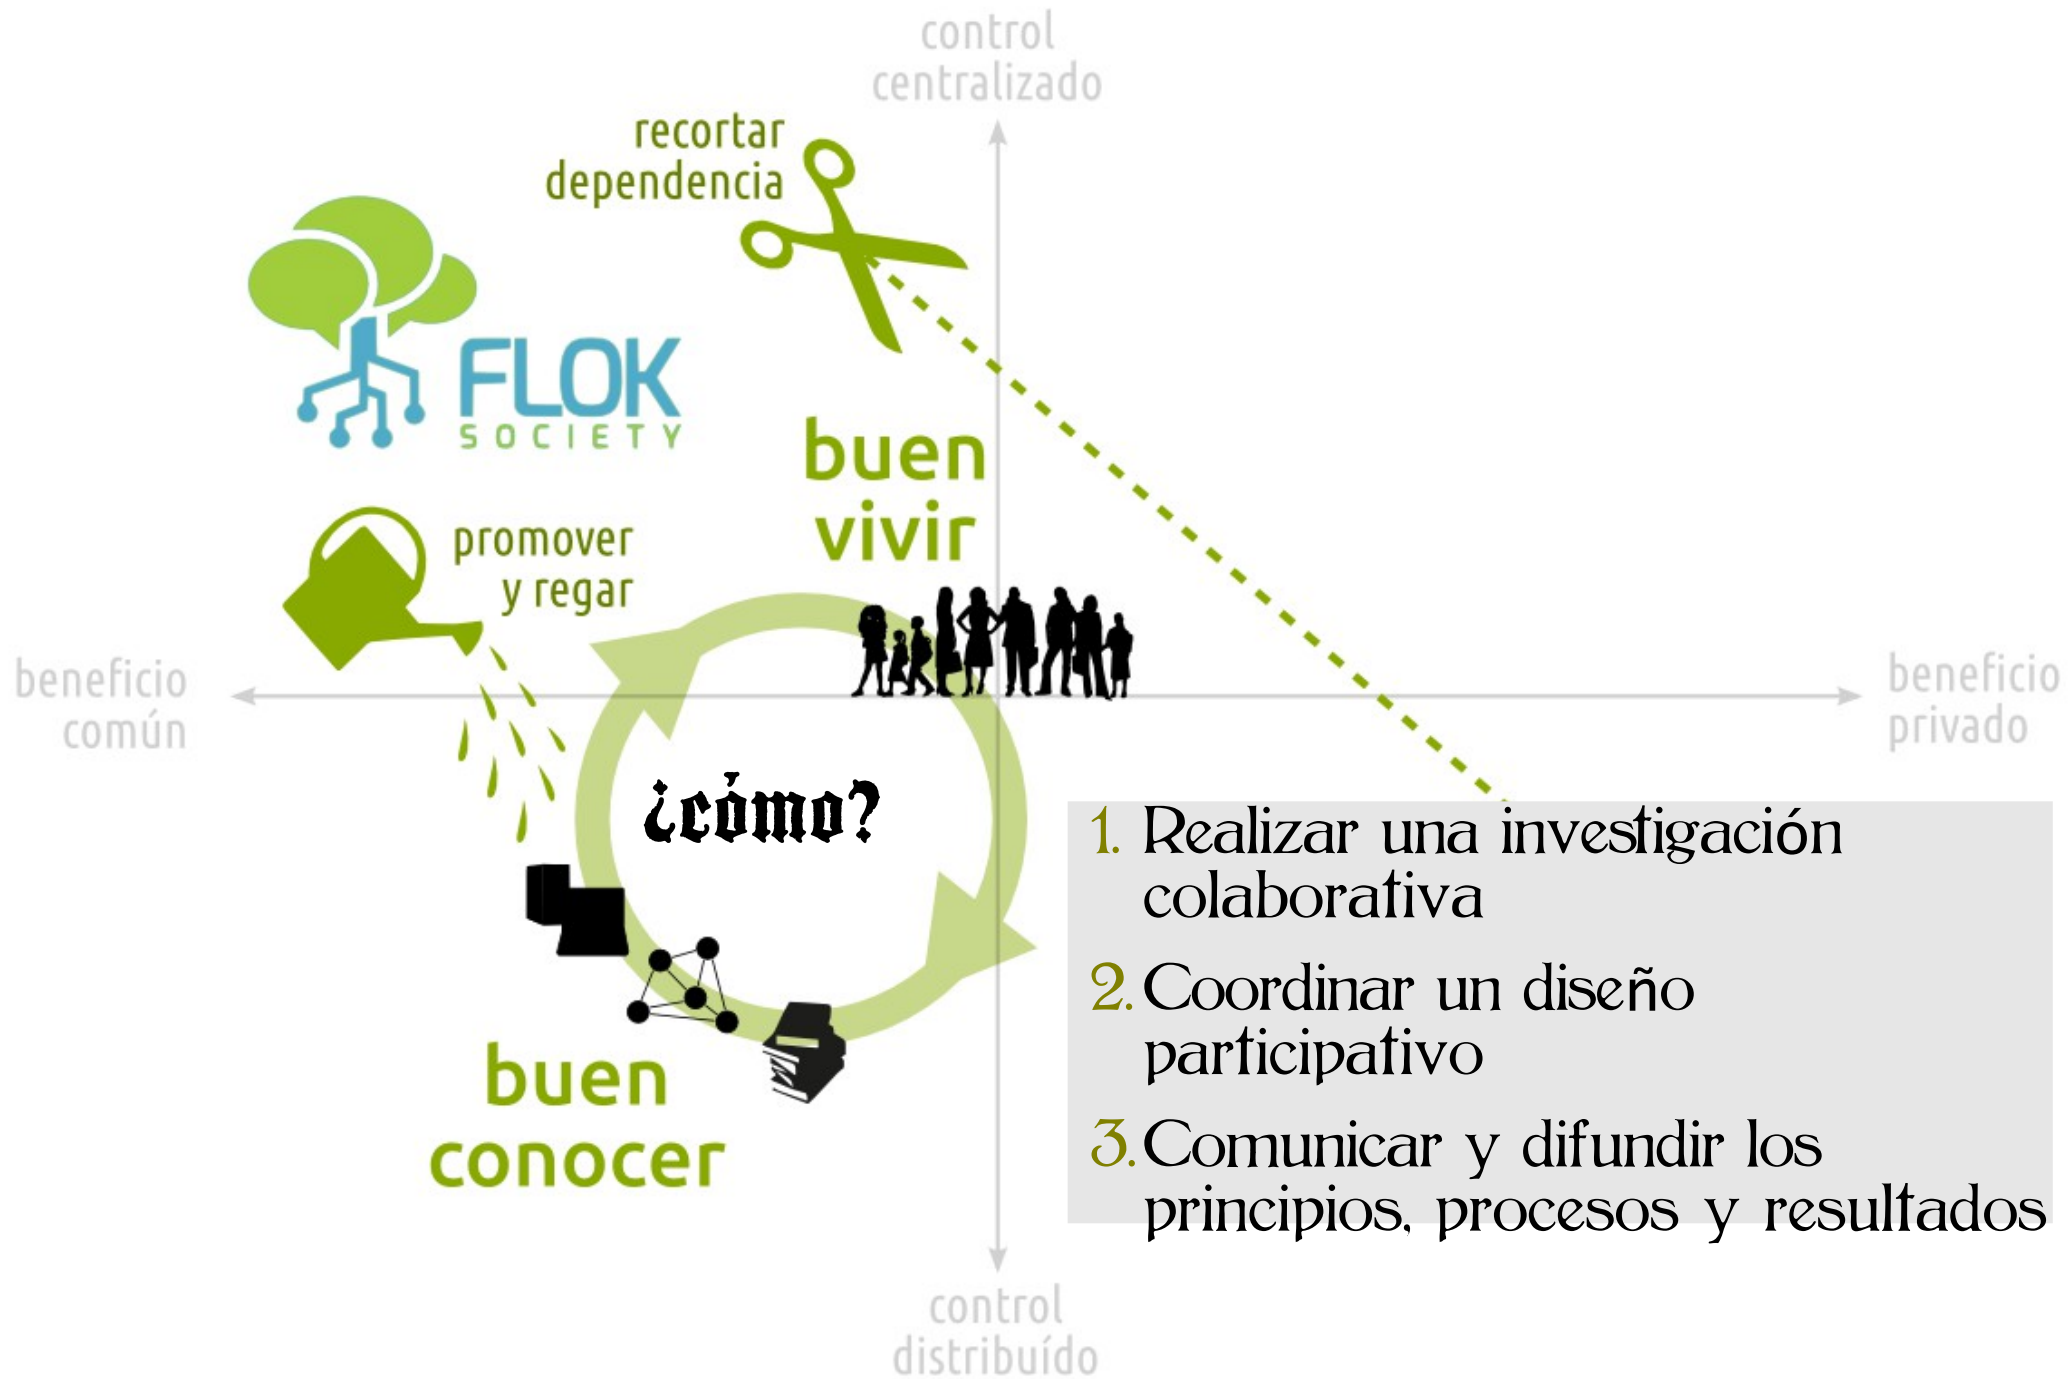 control
centralizado
recortar
dependencia
FLOK
SOCIETY
buen
vivir
promover
y regar
beneficio
común
beneficio
privado
¿cómo?
1. Realizar una investigación
colaborativa
2. Coordinar un diseño
participativo
3. Comunicar y difundir los
principios, procesos y resultados
buen
conocer
control
distribuído